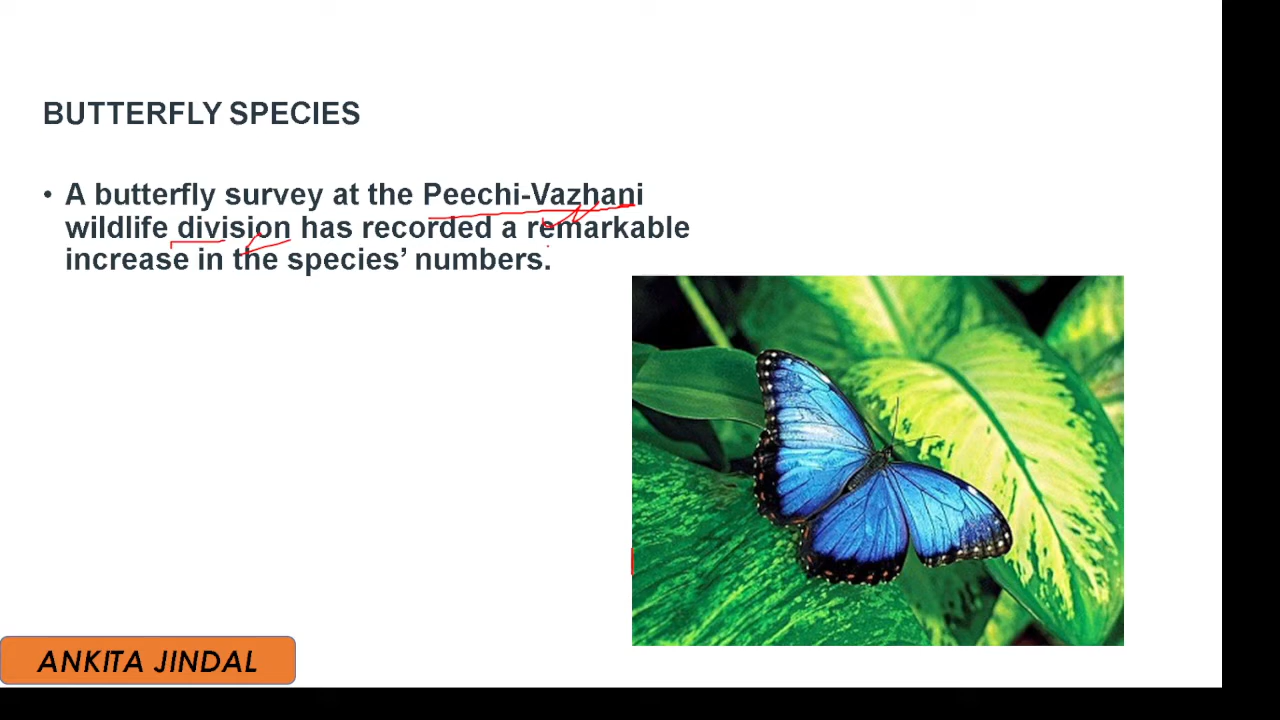 BUTTERFLY SPECIES
• A butterfly survey at the Peechi-Vazhani
wildlife division has recorded a remarkable
increase in the species’ numbers.
ANKITA JINDAL